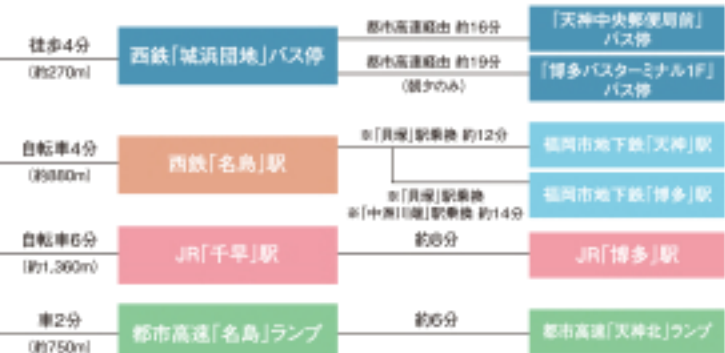 徒歩4分
(約270m)
西鉄「城浜団地」バス停
都市高速経由 約16分
「天神中央郵便局前」
バス停
都市高速経由 約19分
(朝夕のみ)
「博多バスターミナル1F」
バス停
自転車4分
(約880m)
西鉄「名島」駅
※「貝塚」駅乗換 約12分
福岡市地下鉄「天神」駅
※「貝塚」駅乗換
※「中洲川端」駅乗換 約14分
福岡市地下鉄「博多」駅
自転車6分
(約1,360m)
JR「千早」駅
約8分
JR「博多」駅
車2分
(約750m)
都市高速「名島」ランプ
約6分
都市高速「天神北」ランプ